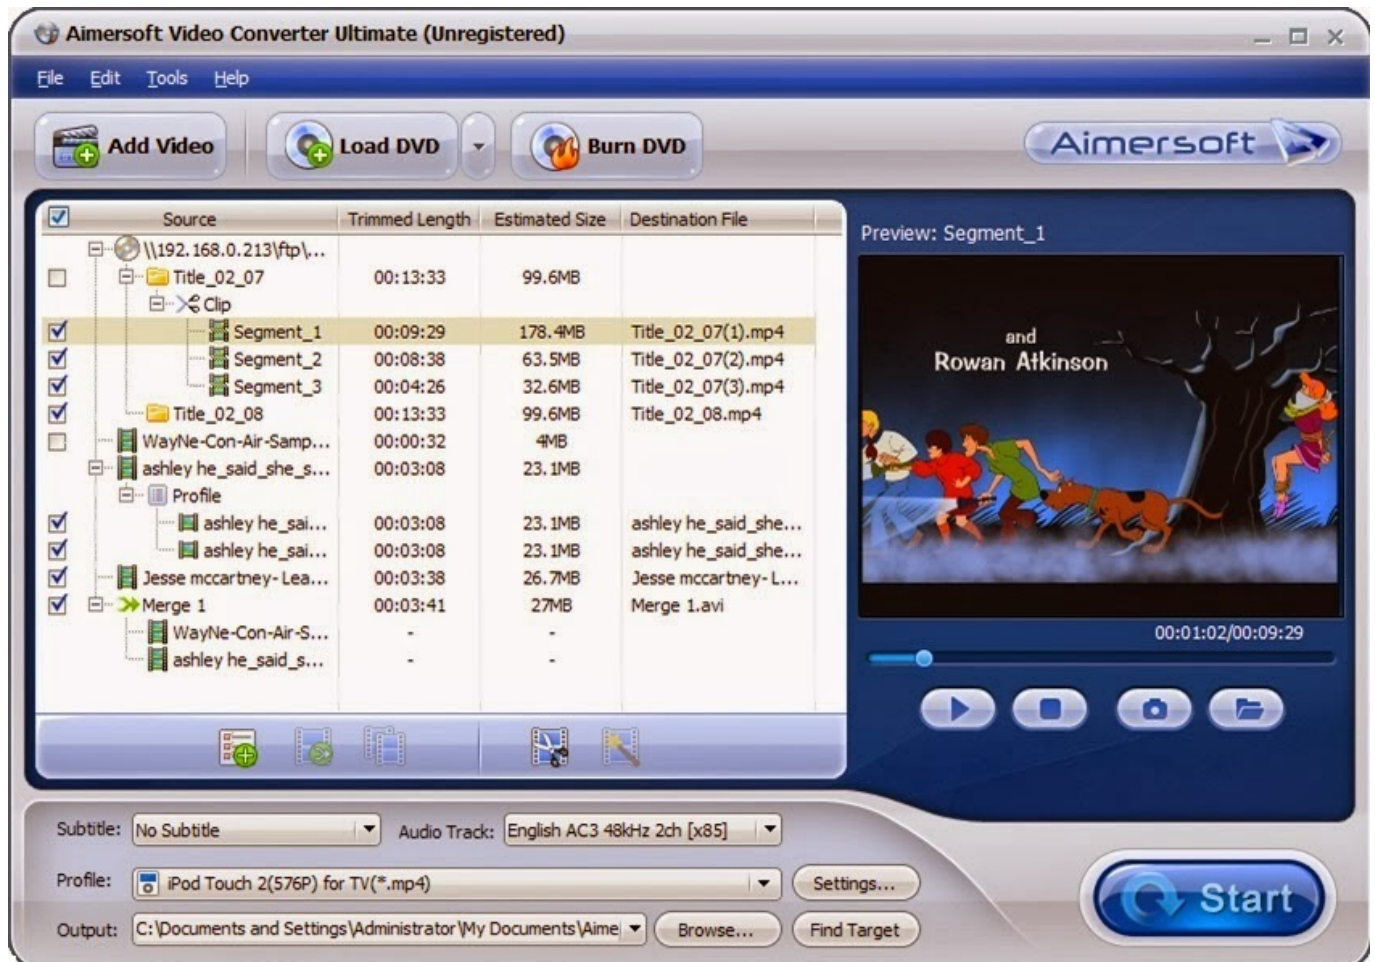 Aimersoft Video Converter Ultimate (Unregistered)
File Edit Tools Help
Add Video Load DVD Burn DVD Aimersoft
Source Trimmed Length Estimated Size Destination File
Preview: Segment_1
\\192.168.0.213\ftp\...
Title_02_07 00:13:33 99.6MB
Clip
Segment_1 00:09:29 178.4MB Title_02_07(1).mp4
Segment_2 00:08:38 63.5MB Title_02_07(2).mp4
Segment_3 00:04:26 32.6MB Title_02_07(3).mp4
Title_02_08 00:13:33 99.6MB Title_02_08.mp4
WayNe-Con-Air-Samp... 00:00:32 4MB
ashley he_said_she_s... 00:03:08 23.1MB
Profile
ashley he_sai... 00:03:08 23.1MB ashley he_said_she...
ashley he_sai... 00:03:08 23.1MB ashley he_said_she...
Jesse mccartney- Lea... 00:03:38 26.7MB Jesse mccartney- L...
Merge 1 00:03:41 27MB Merge 1.avi
WayNe-Con-Air-S... - -
ashley he_said_s... - -
and
Rowan Atkinson
00:01:02/00:09:29
Subtitle: No Subtitle Audio Track: English AC3 48kHz 2ch [x85]
Profile: iPod Touch 2(576P) for TV(*.mp4) Settings...
Output: C:\Documents and Settings\Administrator\My Documents\Aime Browse... Find Target
Start